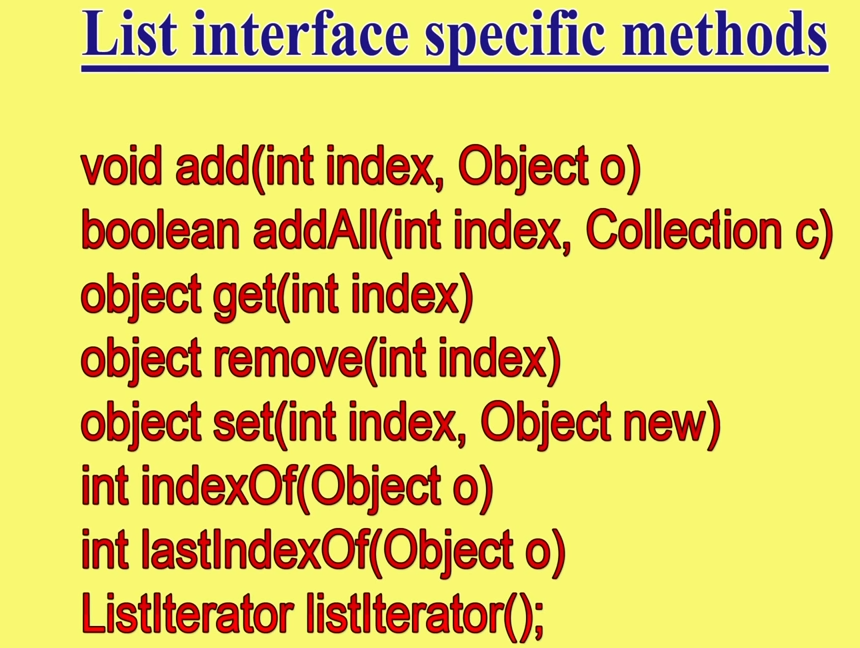 List interface specific methods
void add(int index, Object o)
boolean addAll(int index, Collection c)
object get(int index)
object remove(int index)
object set(int index, Object new)
int indexOf(Object o)
int lastIndexOf(Object o)
ListIterator listIterator();